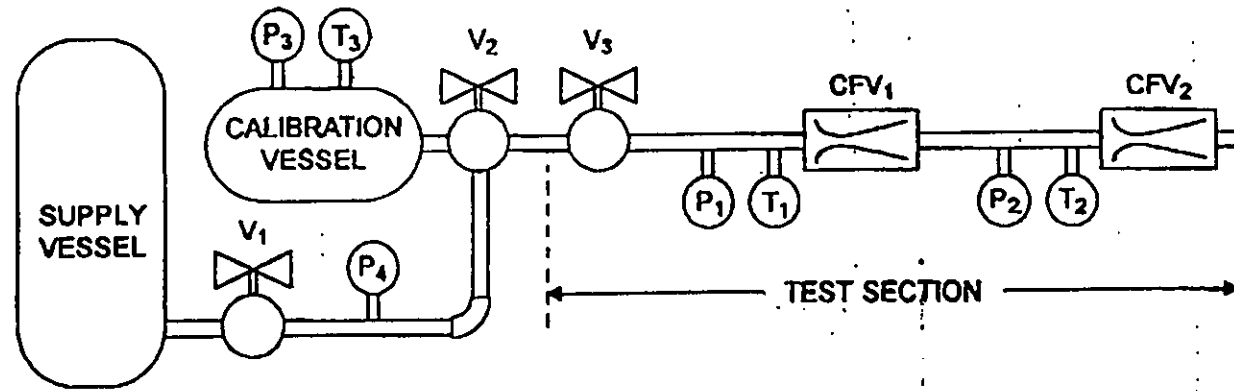 P3
T3
V2
V3
CFV1
CFV2
CALIBRATION
VESSEL
P1
T1
P2
T2
SUPPLY
VESSEL
V1
P4
TEST SECTION